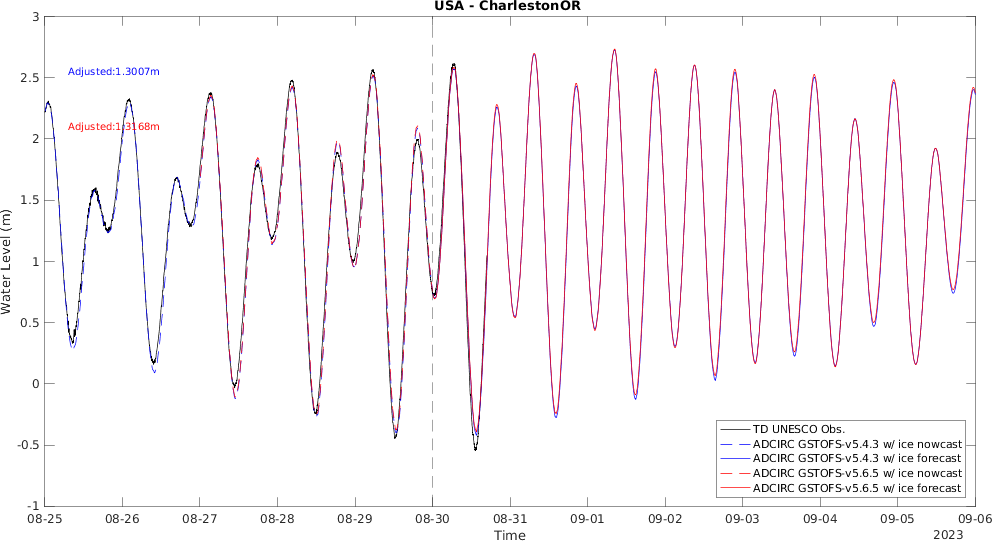 USA - CharlestonOR
Water Level (m)
3
2.5
2
1.5
1
0.5
0
-0.5
-1
Adjusted:1.3007m
Adjusted:1.3168m
TD UNESCO Obs.
ADCIRC GSTOFS-v5.4.3 w/ ice nowcast
ADCIRC GSTOFS-v5.4.3 w/ ice forecast
ADCIRC GSTOFS-v5.6.5 w/ ice nowcast
ADCIRC GSTOFS-v5.6.5 w/ ice forecast
08-25 08-26 08-27 08-28 08-29 08-30 08-31 09-01 09-02 09-03 09-04 09-05 09-06
Time
2023